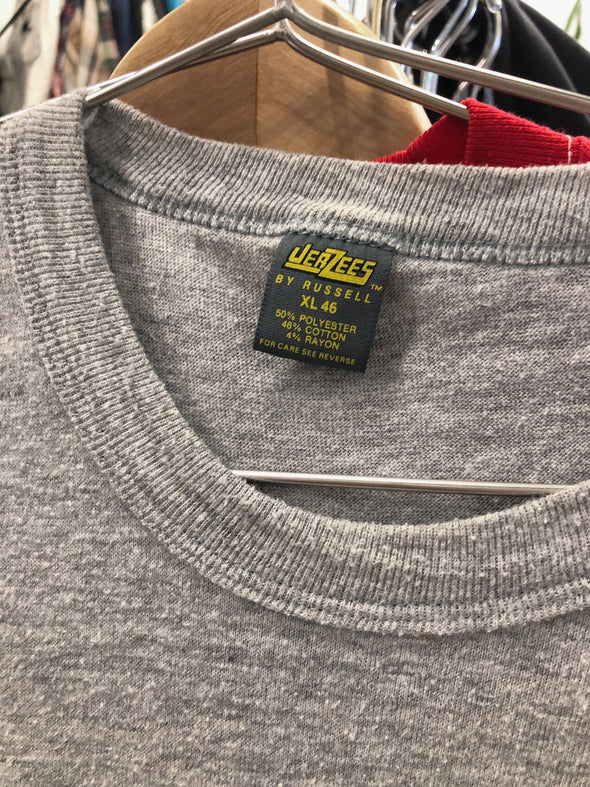 JERZEES
BY RUSSELL ™
XL 46
50% POLYESTER
46% COTTON
4% RAYON
FOR CARE SEE REVERSE